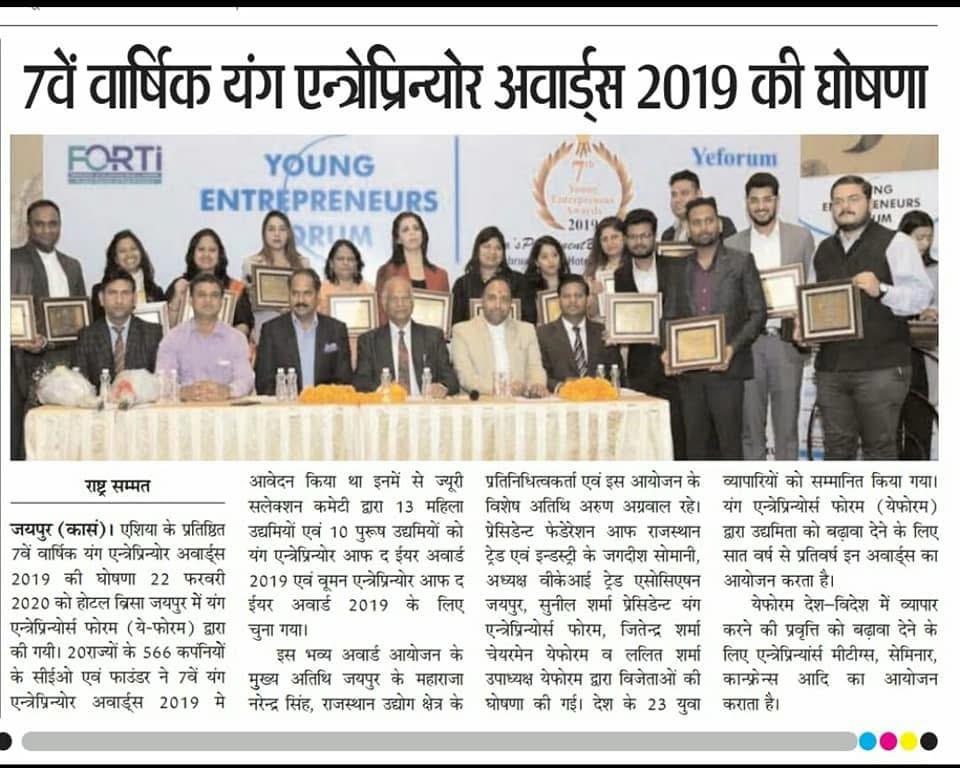 7वें वार्षिक यंग एन्त्रेप्रिन्योर अवार्ड्स 2019 की घोषणा
FORTi
YOUNG
ENTREPRENEURS
FORUM
7th
Young
Entrepreneurs
Awards
2019
Yeforum
राष्ट्र सम्मत
जयपुर (कासं)। एशिया के प्रतिष्ठित
7वें वार्षिक यंग एन्त्रेप्रिन्योर अवार्ड्स
2019 की घोषणा 22 फरवरी
2020 को होटल ब्रिसा जयपुर में यंग
एन्त्रेप्रिन्योर्स फोरम (ये-फोरम) द्वारा
की गयी। 20राज्यों के 566 कपंनियों
के सीईओ एवं फाउंडर ने 7वें यंग
एन्त्रेप्रिन्योर अवार्ड्स 2019 मे
आवेदन किया था इनमें से ज्यूरी
सलेक्शन कमेटी द्वारा 13 महिला
उद्यमियों एवं 10 पुरूष उद्यमियों को
यंग एन्त्रेप्रिन्योर आफ द ईयर अवार्ड
2019 एवं वूमन एन्त्रेप्रिन्योर आफ द
ईयर अवार्ड 2019 के लिए
चुना गया।
इस भव्य अवार्ड आयोजन के
मुख्य अतिथि जयपुर के महाराजा
नरेन्द्र सिंह, राजस्थान उद्योग क्षेत्र के
प्रतिनिधित्वकर्ता एवं इस आयोजन के
विशेष अतिथि अरुण अग्रवाल रहे।
प्रेसिडेन्ट फेडेरेशन आफ राजस्थान
ट्रेड एवं इन्डस्ट्री के जगदीश सोमानी,
अध्यक्ष वीकेआई ट्रेड एसोसिएषन
जयपुर, सुनील शर्मा प्रेसिडेन्ट यंग
एन्त्रेप्रिन्योर्स फोरम, जितेन्द्र शर्मा
चेयरमेन येफोरम व ललित शर्मा
उपाध्यक्ष येफोरम द्वारा विजेताओं की
घोषणा की गई। देश के 23 युवा
व्यापारियों को सम्मानित किया गया।
यंग एन्त्रेप्रिन्योर्स फोरम (येफोरम)
द्वारा उद्यमिता को बढ़ावा देने के लिए
सात वर्ष से प्रतिवर्ष इन अवार्ड्स का
आयोजन करता है।
येफोरम देश–विदेश में व्यापार
करने की प्रवृत्ति को बढ़ावा देने के
लिए एन्त्रेप्रिन्यांर्स मीटींग्स, सेमिनार,
कान्फ्रेन्स आदि का आयोजन
कराता है।